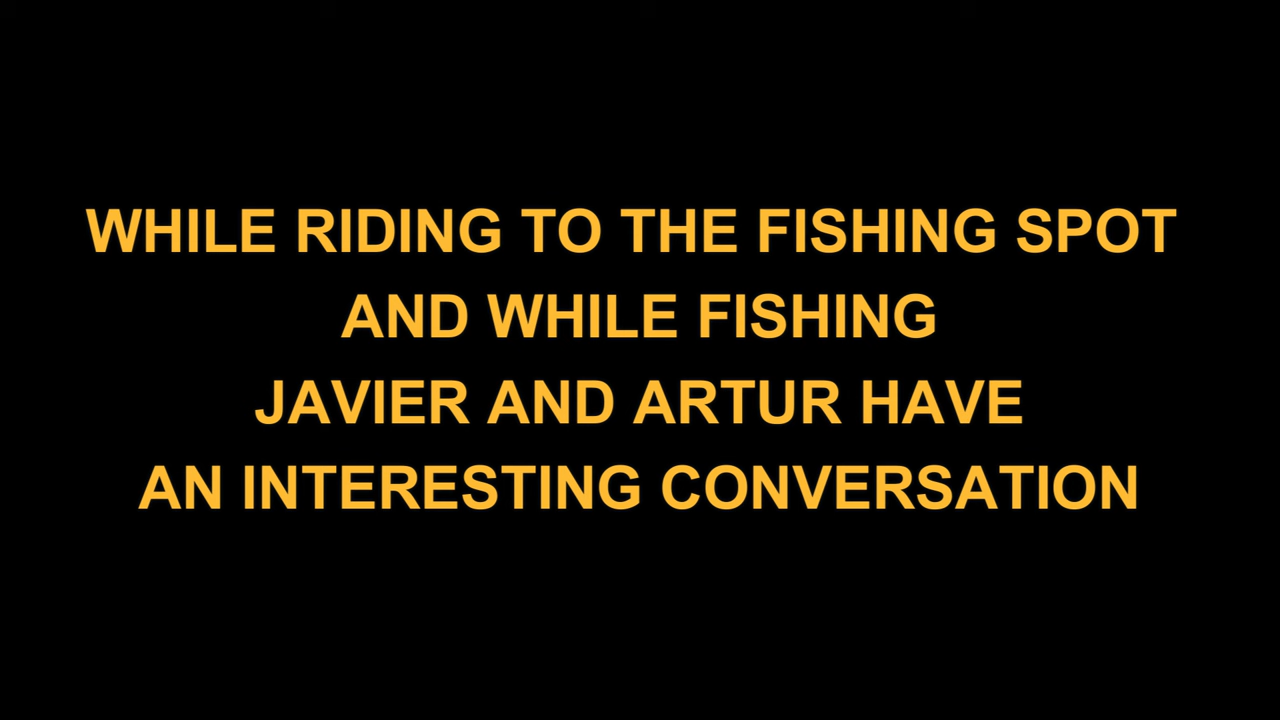 WHILE RIDING TO THE FISHING SPOT
AND WHILE FISHING
JAVIER AND ARTUR HAVE
AN INTERESTING CONVERSATION